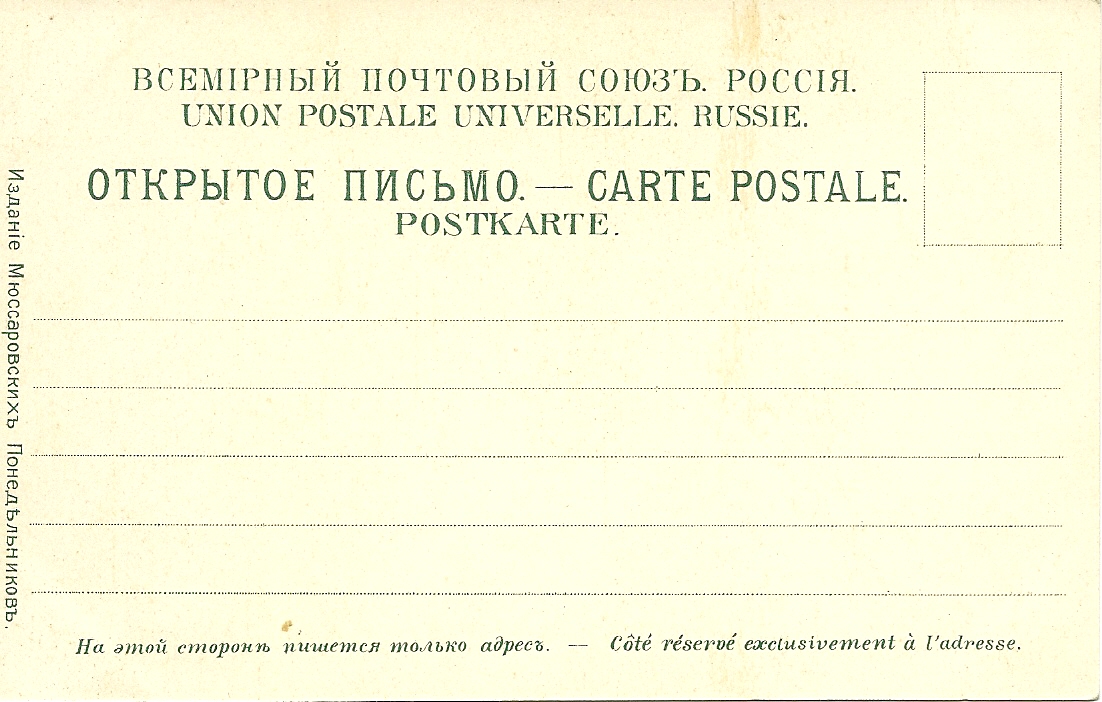 ВСЕМІРНЫЙ ПОЧТОВЫЙ СОЮЗЪ. РОССІЯ.
UNION POSTALE UNIVERSELLE. RUSSIE.
ОТКРЫТОЕ ПИСЬМО. — CARTE POSTALE.
POSTKARTE.
Изданіе Мюссаровскихъ Понедѣльниковъ.
На этой сторонѣ пишется только адресъ. — Côté réservé exclusivement à l'adresse.